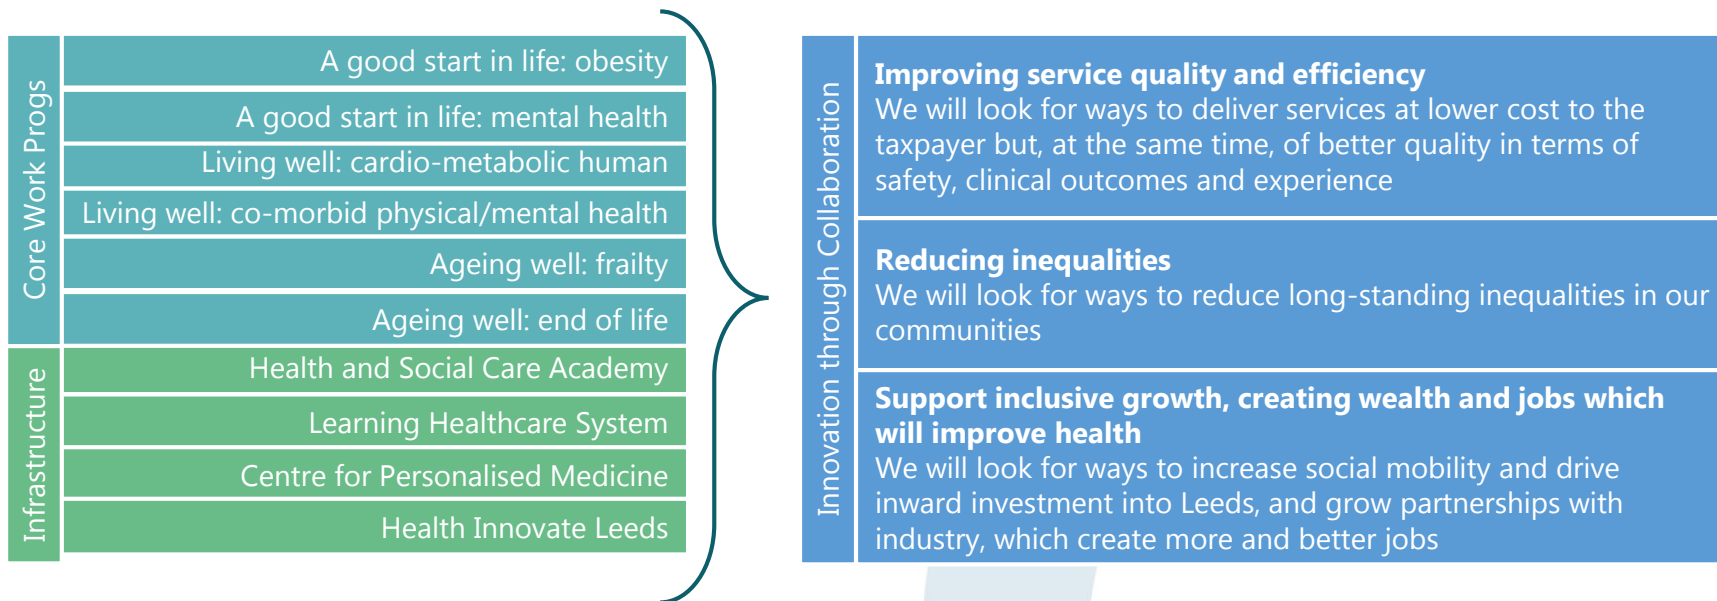 Core Work Progs
A good start in life: obesity
A good start in life: mental health
Living well: cardio-metabolic human
Living well: co-morbid physical/mental health
Ageing well: frailty
Ageing well: end of life
Infrastructure
Health and Social Care Academy
Learning Healthcare System
Centre for Personalised Medicine
Health Innovate Leeds
Innovation through Collaboration
Improving service quality and efficiency
We will look for ways to deliver services at lower cost to the
taxpayer but, at the same time, of better quality in terms of
safety, clinical outcomes and experience
Reducing inequalities
We will look for ways to reduce long-standing inequalities in our
communities
Support inclusive growth, creating wealth and jobs which
will improve health
We will look for ways to increase social mobility and drive
inward investment into Leeds, and grow partnerships with
industry, which create more and better jobs